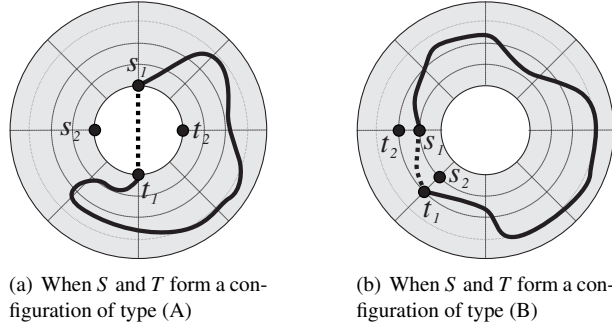 s1
s2
t2
t1
t2
s1
s2
t1
(a) When S and T form a con-
figuration of type (A)
(b) When S and T form a con-
figuration of type (B)